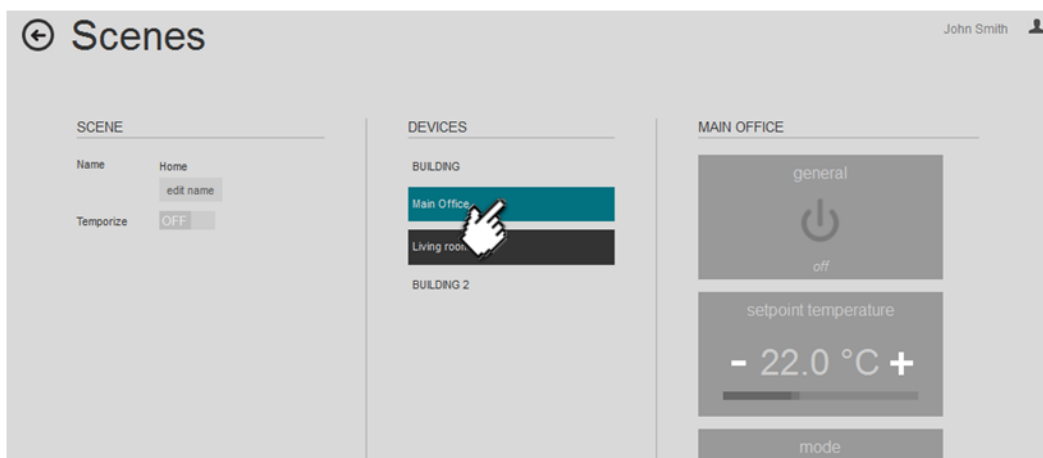 Scenes
John Smith
SCENE
Name Home
edit name
Temporize OFF
DEVICES
BUILDING
Main Office
Living
BUILDING 2
MAIN OFFICE
general
off
setpoint temperature
- 22.0 °C +
mode